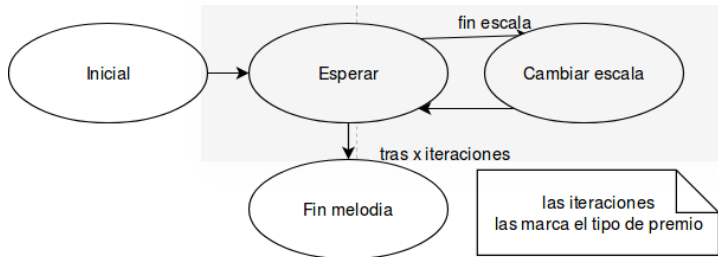 fin escala
Inicial
Esperar
Cambiar escala
tras x iteraciones
Fin melodia
las iteraciones
las marca el tipo de premio